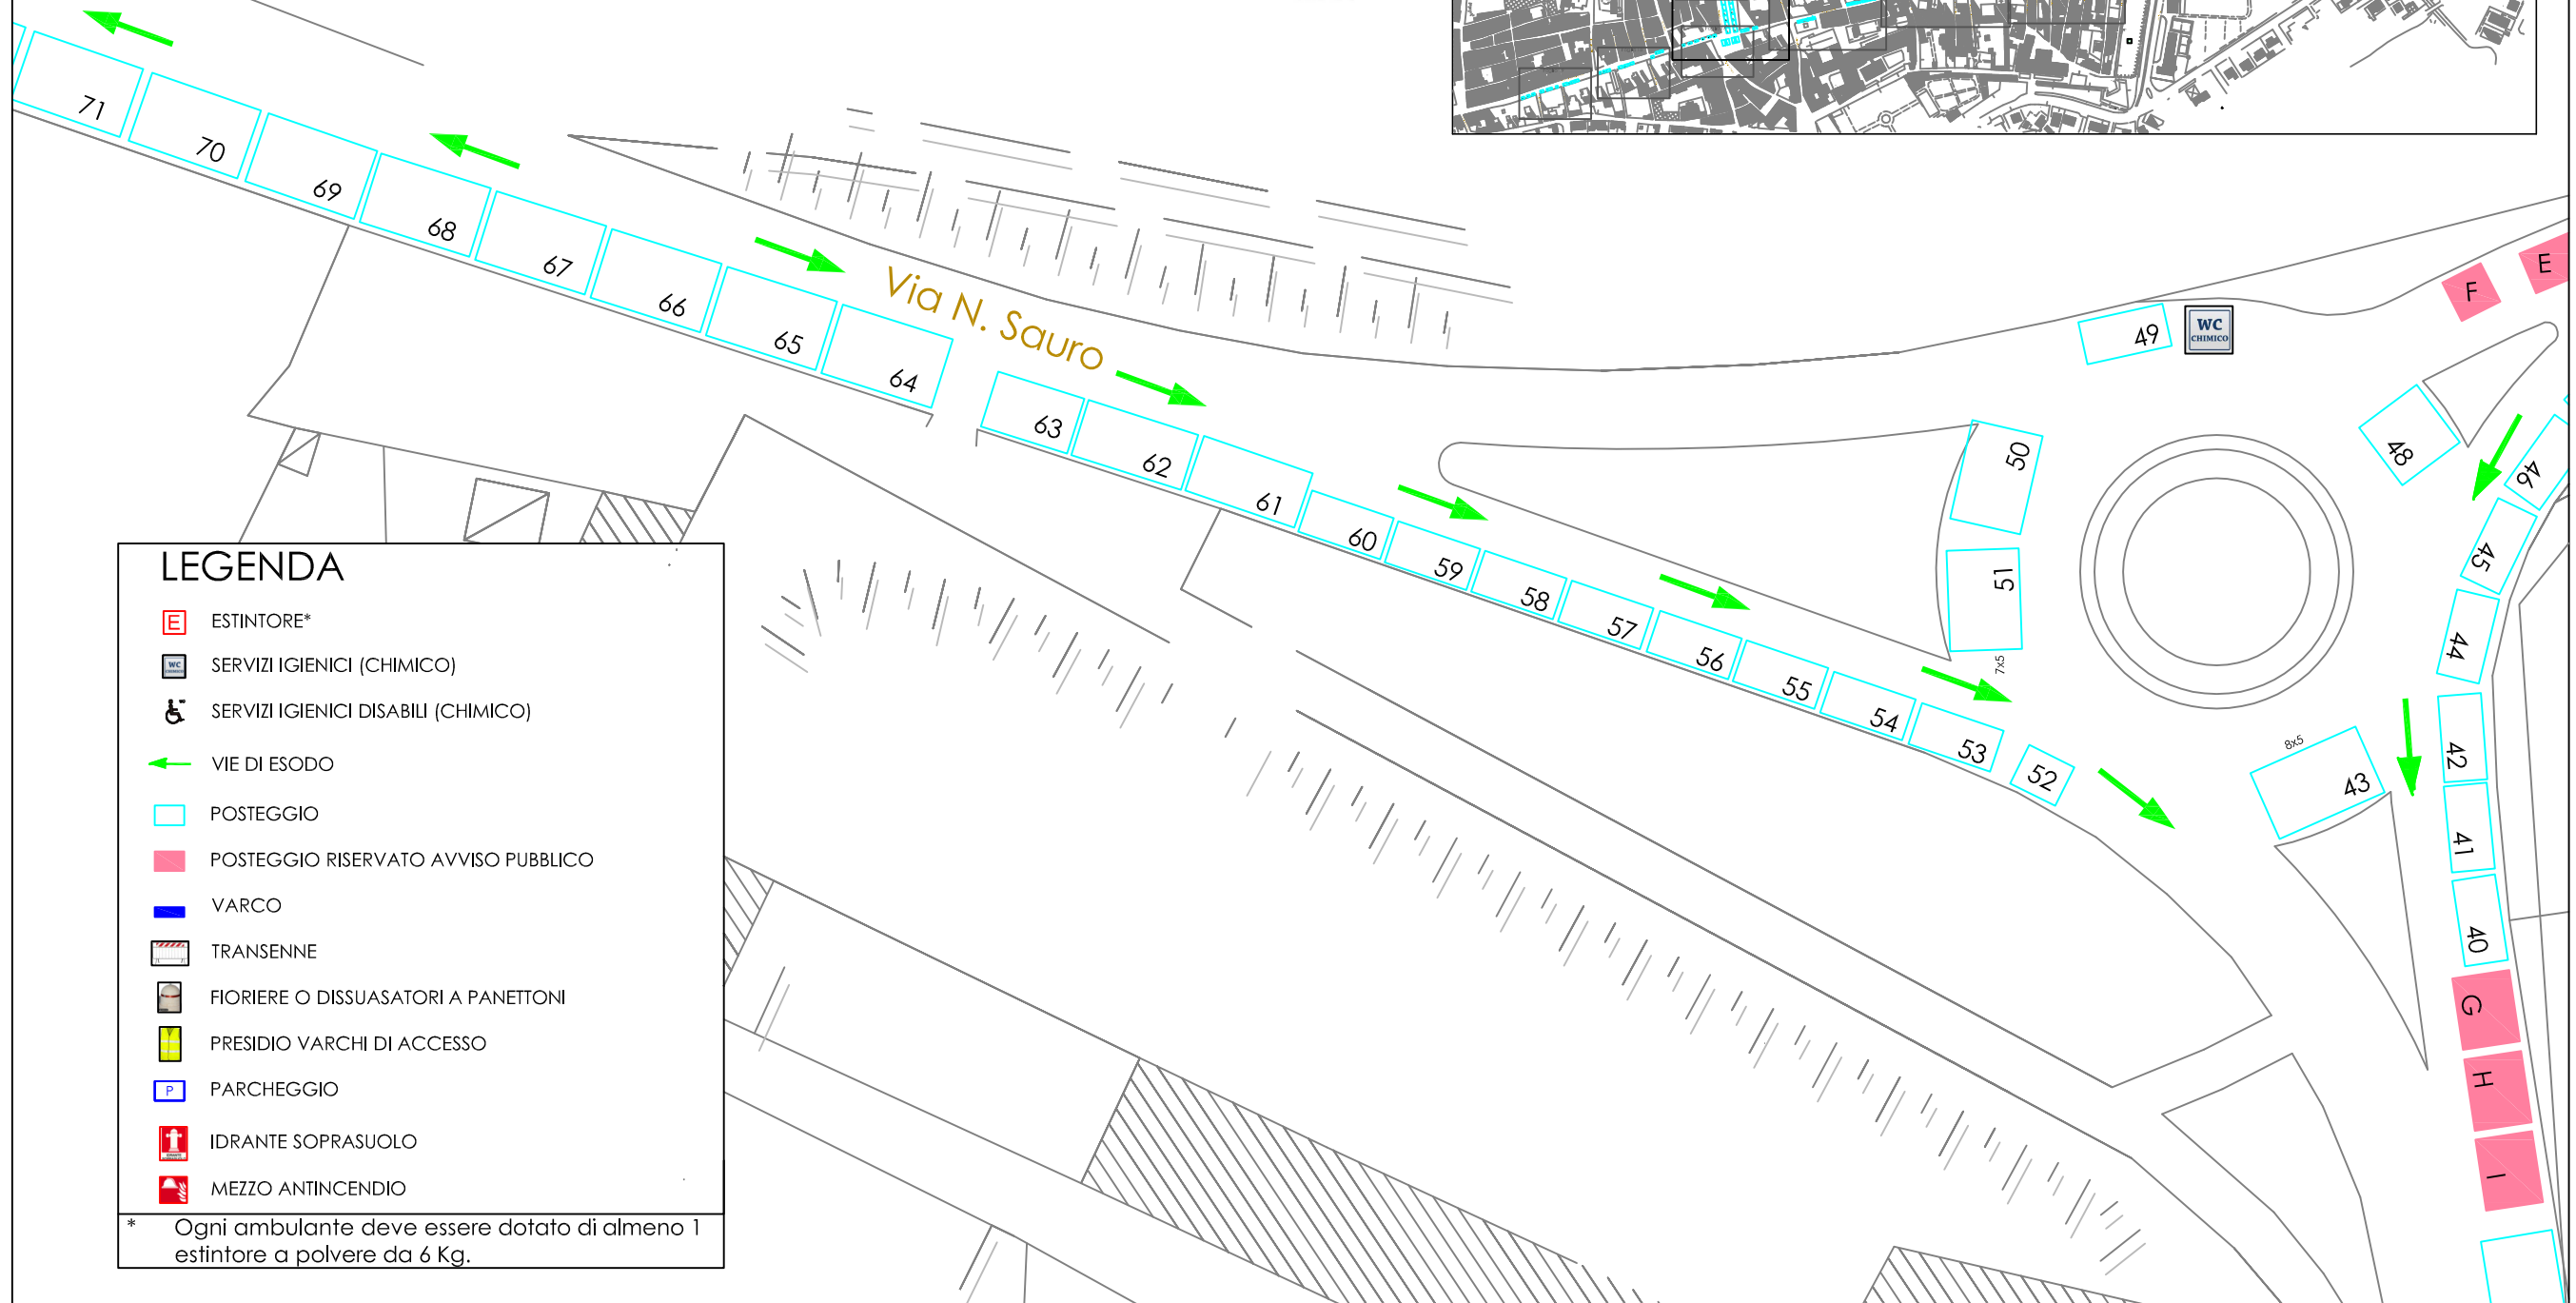 71
70
69
68
67
66
65
64
Via N. Sauro
63
62
61
60
59
58
57
56
55
54
53
52
51
7x5
50
49
WC
CHIMICO
F
E
48
46
45
44
42
8x5
43
41
40
G
H
I
LEGENDA
E ESTINTORE*
WC CHIMICO SERVIZI IGIENICI (CHIMICO)
SERVIZI IGIENICI DISABILI (CHIMICO)
VIE DI ESODO
POSTEGGIO
POSTEGGIO RISERVATO AVVISO PUBBLICO
VARCO
TRANSENNE
FIORIERE O DISSUASATORI A PANETTONI
PRESIDIO VARCHI DI ACCESSO
P PARCHEGGIO
IDRANTE SOPRASUOLO
MEZZO ANTINCENDIO
* Ogni ambulante deve essere dotato di almeno 1
estintore a polvere da 6 Kg.